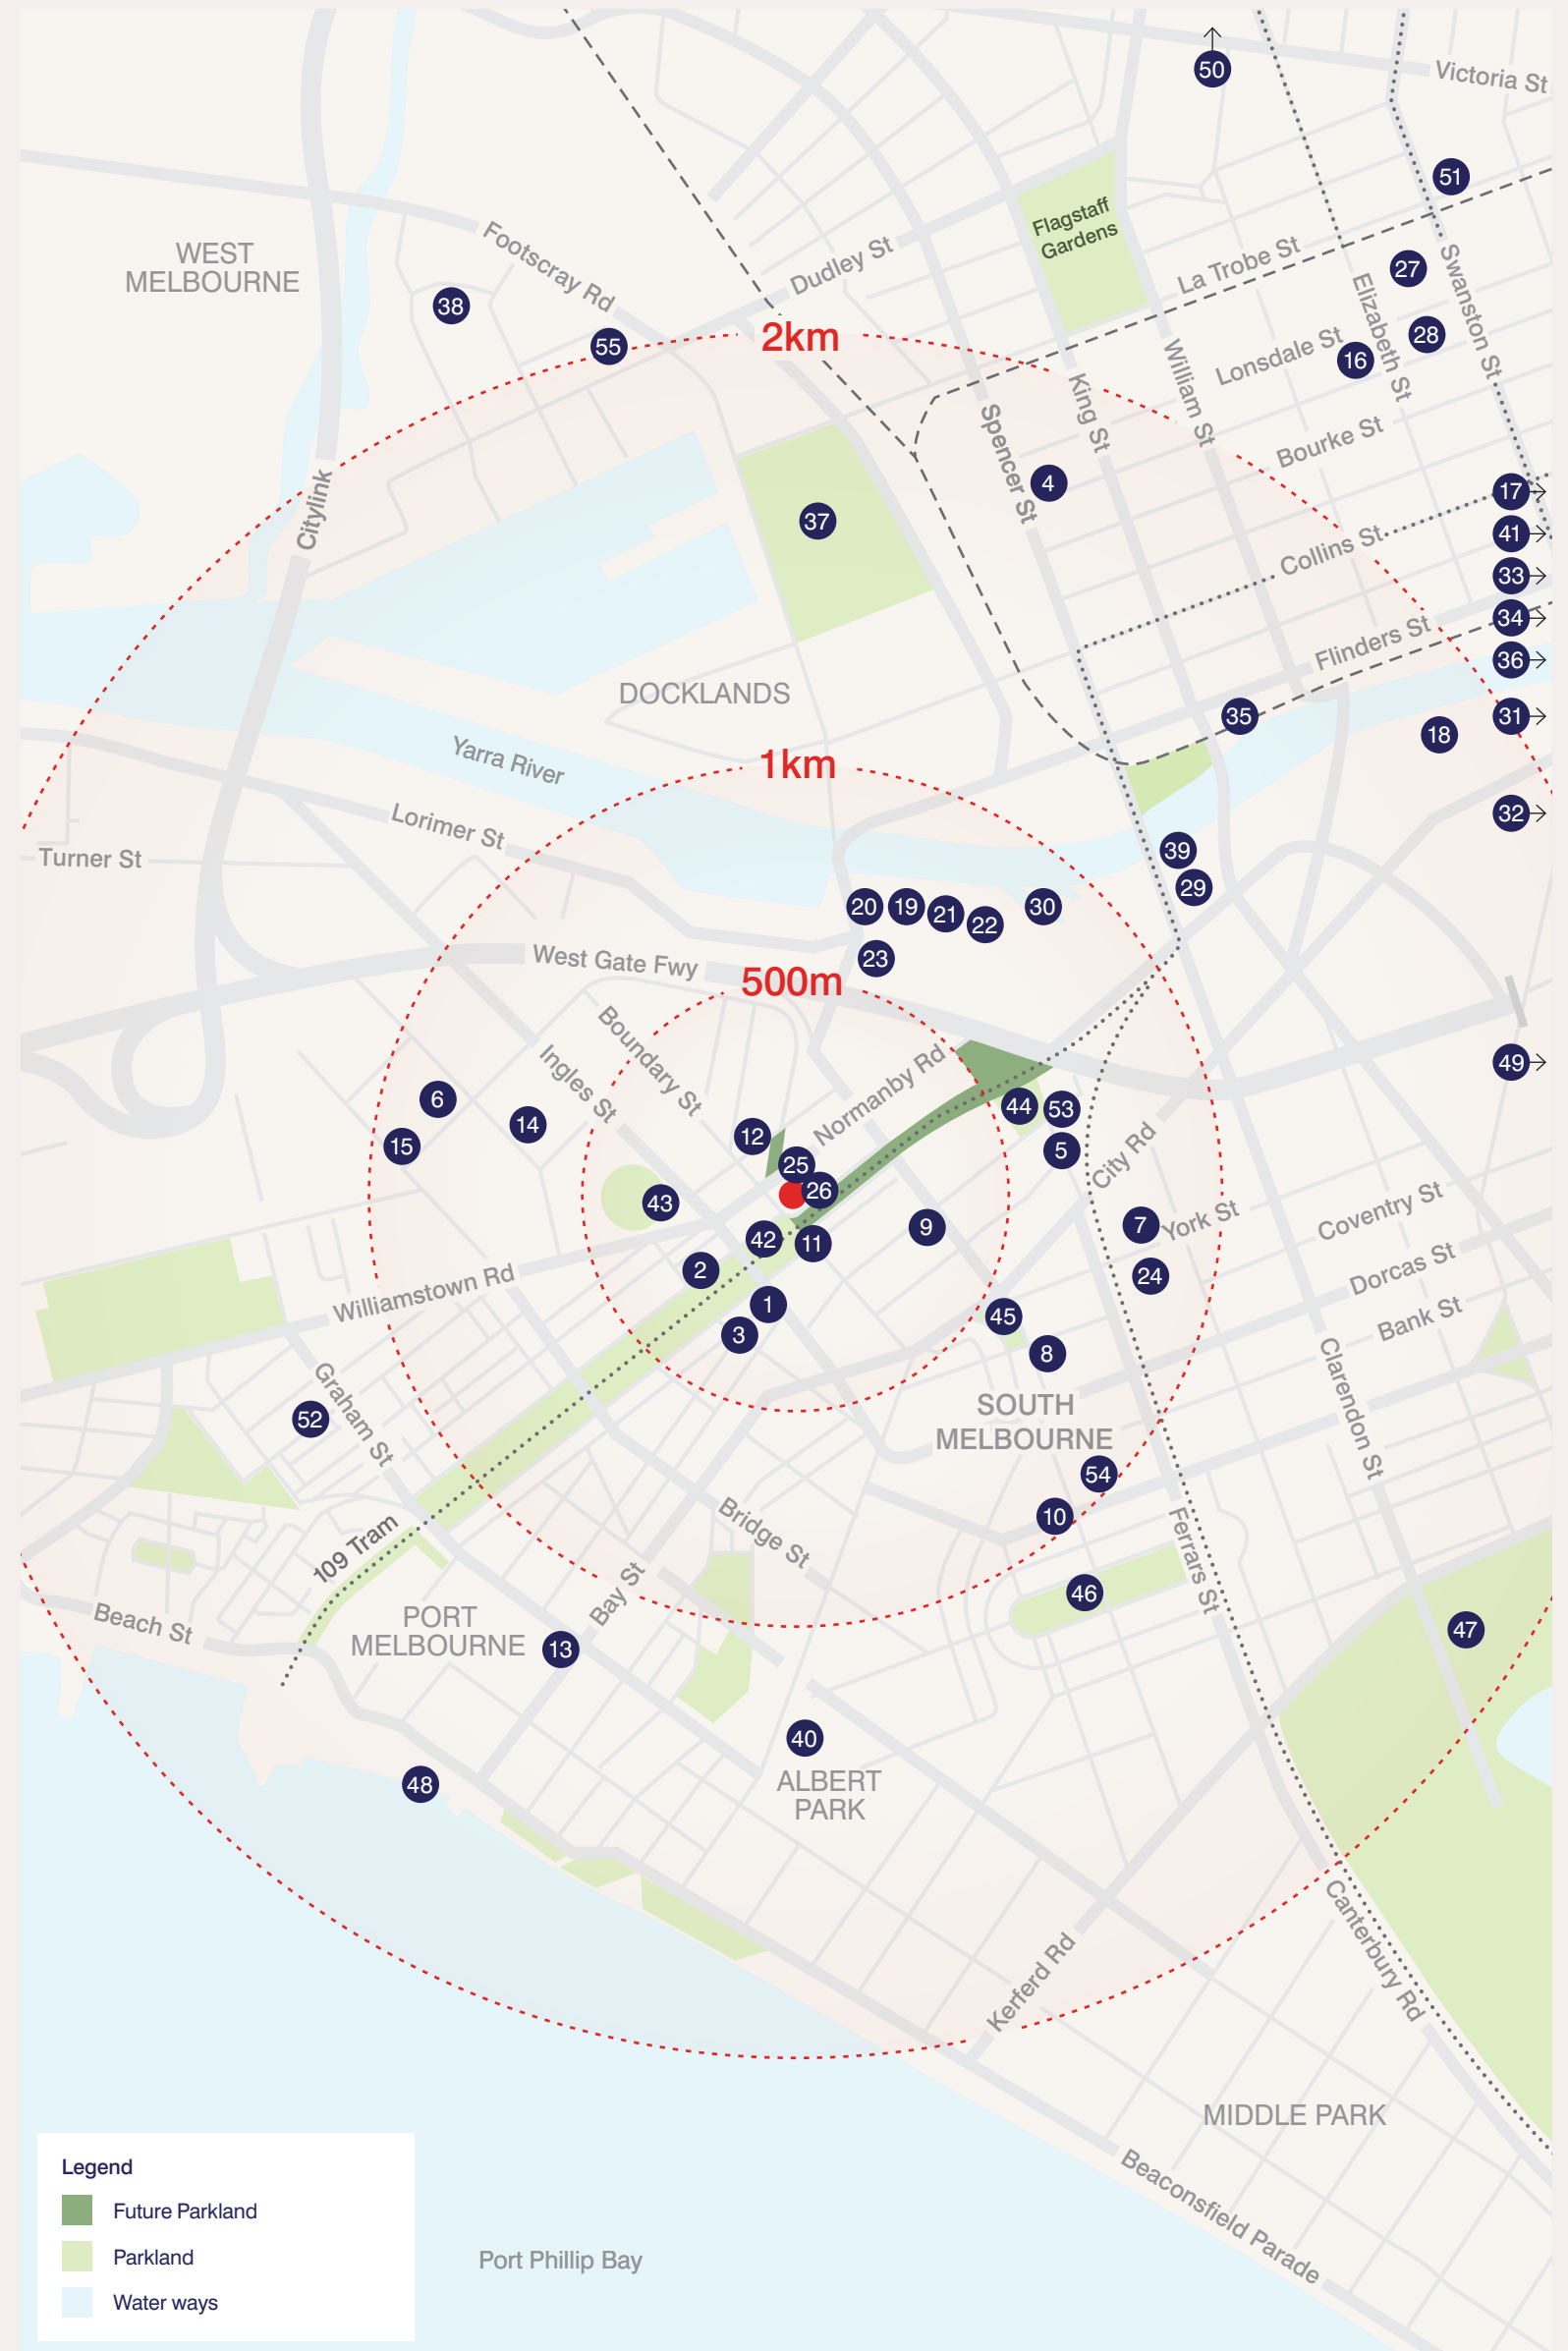 50
Victoria St
51
WEST
MELBOURNE
Footscray Rd
Dudley St
Flagstaff
Gardens
La Trobe St
27
Elizabeth St
Swanston St
38
55
2km
William St
Lonsdale St
16
28
King St
Spencer St
Bourke St
Citylink
4
37
17
41
Collins St
33
34
Flinders St
36
DOCKLANDS
35
31
18
Yarra River
1km
Lorimer St
32
Turner St
39
29
20
19
21
22
30
23
West Gate Fwy
500m
Boundary St
Ingles St
Normanby Rd
49
6
14
15
12
44
53
5
City Rd
25
26
43
42
11
9
7
York St
Coventry St
24
Dorcas St
2
Williamstown Rd
1
3
45
8
Bank St
Clarendon St
Graham St
52
SOUTH
MELBOURNE
54
10
109 Tram
Bridge St
Ferrars St
Bay St
46
47
Beach St
PORT
MELBOURNE
13
40
ALBERT
PARK
48
Canterbury Rd
Kerferd Rd
MIDDLE PARK
Beaconsfield Parade
Port Phillip Bay
Legend
Future Parkland
Parkland
Water ways